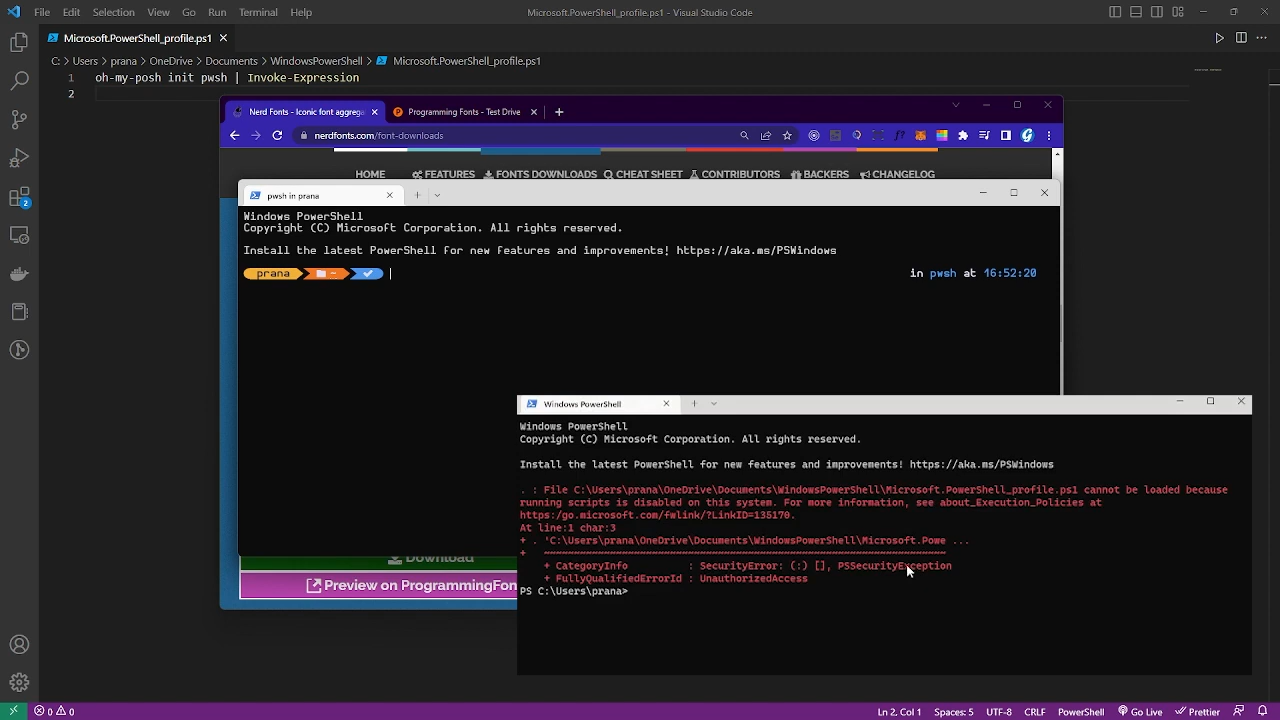 File Edit Selection View Go Run Terminal Help
Microsoft.PowerShell_profile.ps1 - Visual Studio Code
Microsoft.PowerShell_profile.ps1
C: > Users > prana > OneDrive > Documents > WindowsPowerShell > Microsoft.PowerShell_profile.ps1
1 oh-my-posh init pwsh | Invoke-Expression
2
Nerd Fonts - Iconic font aggrega
Programming Fonts - Test Drive
nerdfonts.com/font-downloads
HOME FEATURES FONTS DOWNLOADS CHEAT SHEET CONTRIBUTORS BACKERS CHANGELOG
pwsh in prana
Windows PowerShell
Copyright (C) Microsoft Corporation. All rights reserved.
Install the latest PowerShell for new features and improvements! https://aka.ms/PSWindows
prana ~
in pwsh at 16:52:20
Windows PowerShell
Windows PowerShell
Copyright (C) Microsoft Corporation. All rights reserved.
Install the latest PowerShell for new features and improvements! https://aka.ms/PSWindows
. : File C:\Users\prana\OneDrive\Documents\WindowsPowerShell\Microsoft.PowerShell_profile.ps1 cannot be loaded because
running scripts is disabled on this system. For more information, see about_Execution_Policies at
https:/go.microsoft.com/fwlink/?LinkID=135170.
At line:1 char:3
+ . 'C:\Users\prana\OneDrive\Documents\WindowsPowerShell\Microsoft.Powe ...
+ ~~~~~~~~~~~~~~~~~~~~~~~~~~~~~~~~~~~~~~~~~~~~~~~~~~~~~~~~~~~~~~~~~~~
+ CategoryInfo : SecurityError: (:) [], PSSecurityException
+ FullyQualifiedErrorId : UnauthorizedAccess
PS C:\Users\prana>
Download
Preview on ProgrammingFon
2
0 0
Ln 2, Col 1 Spaces: 5 UTF-8 CRLF PowerShell Go Live Prettier